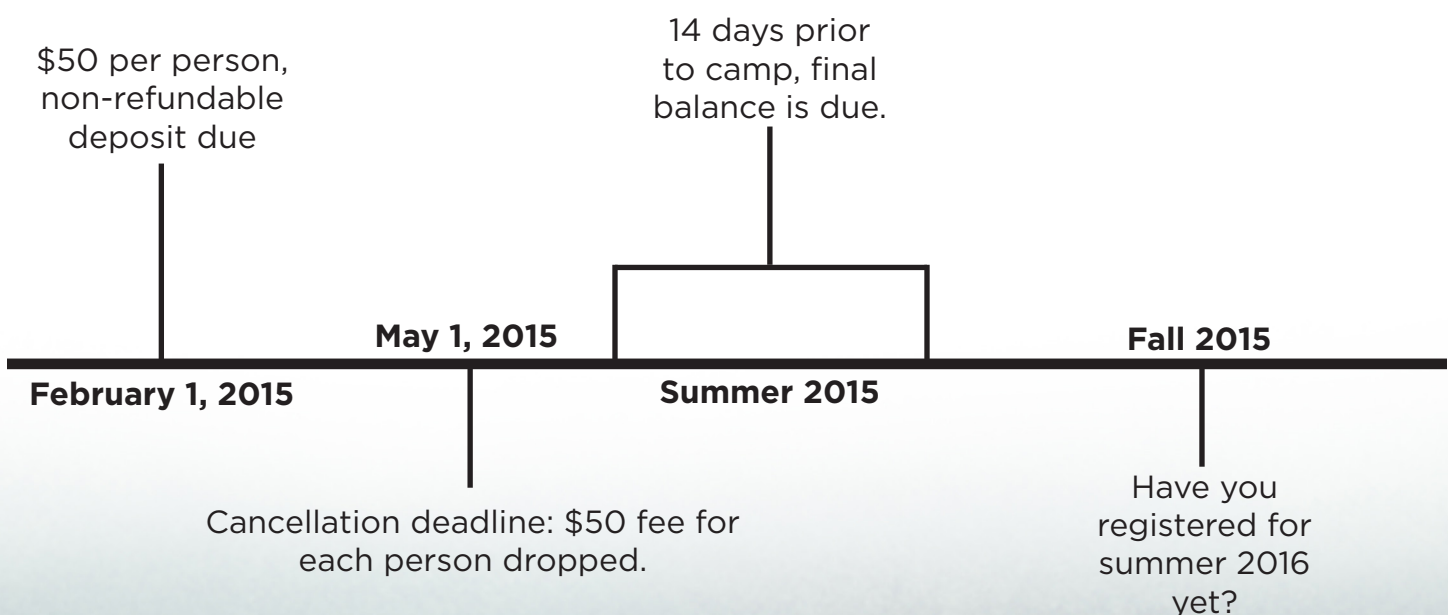 $50 per person,
non-refundable
deposit due
14 days prior
to camp, final
balance is due.
May 1, 2015
Fall 2015
February 1, 2015
Summer 2015
Cancellation deadline: $50 fee for
each person dropped.
Have you
registered for
summer 2016
yet?